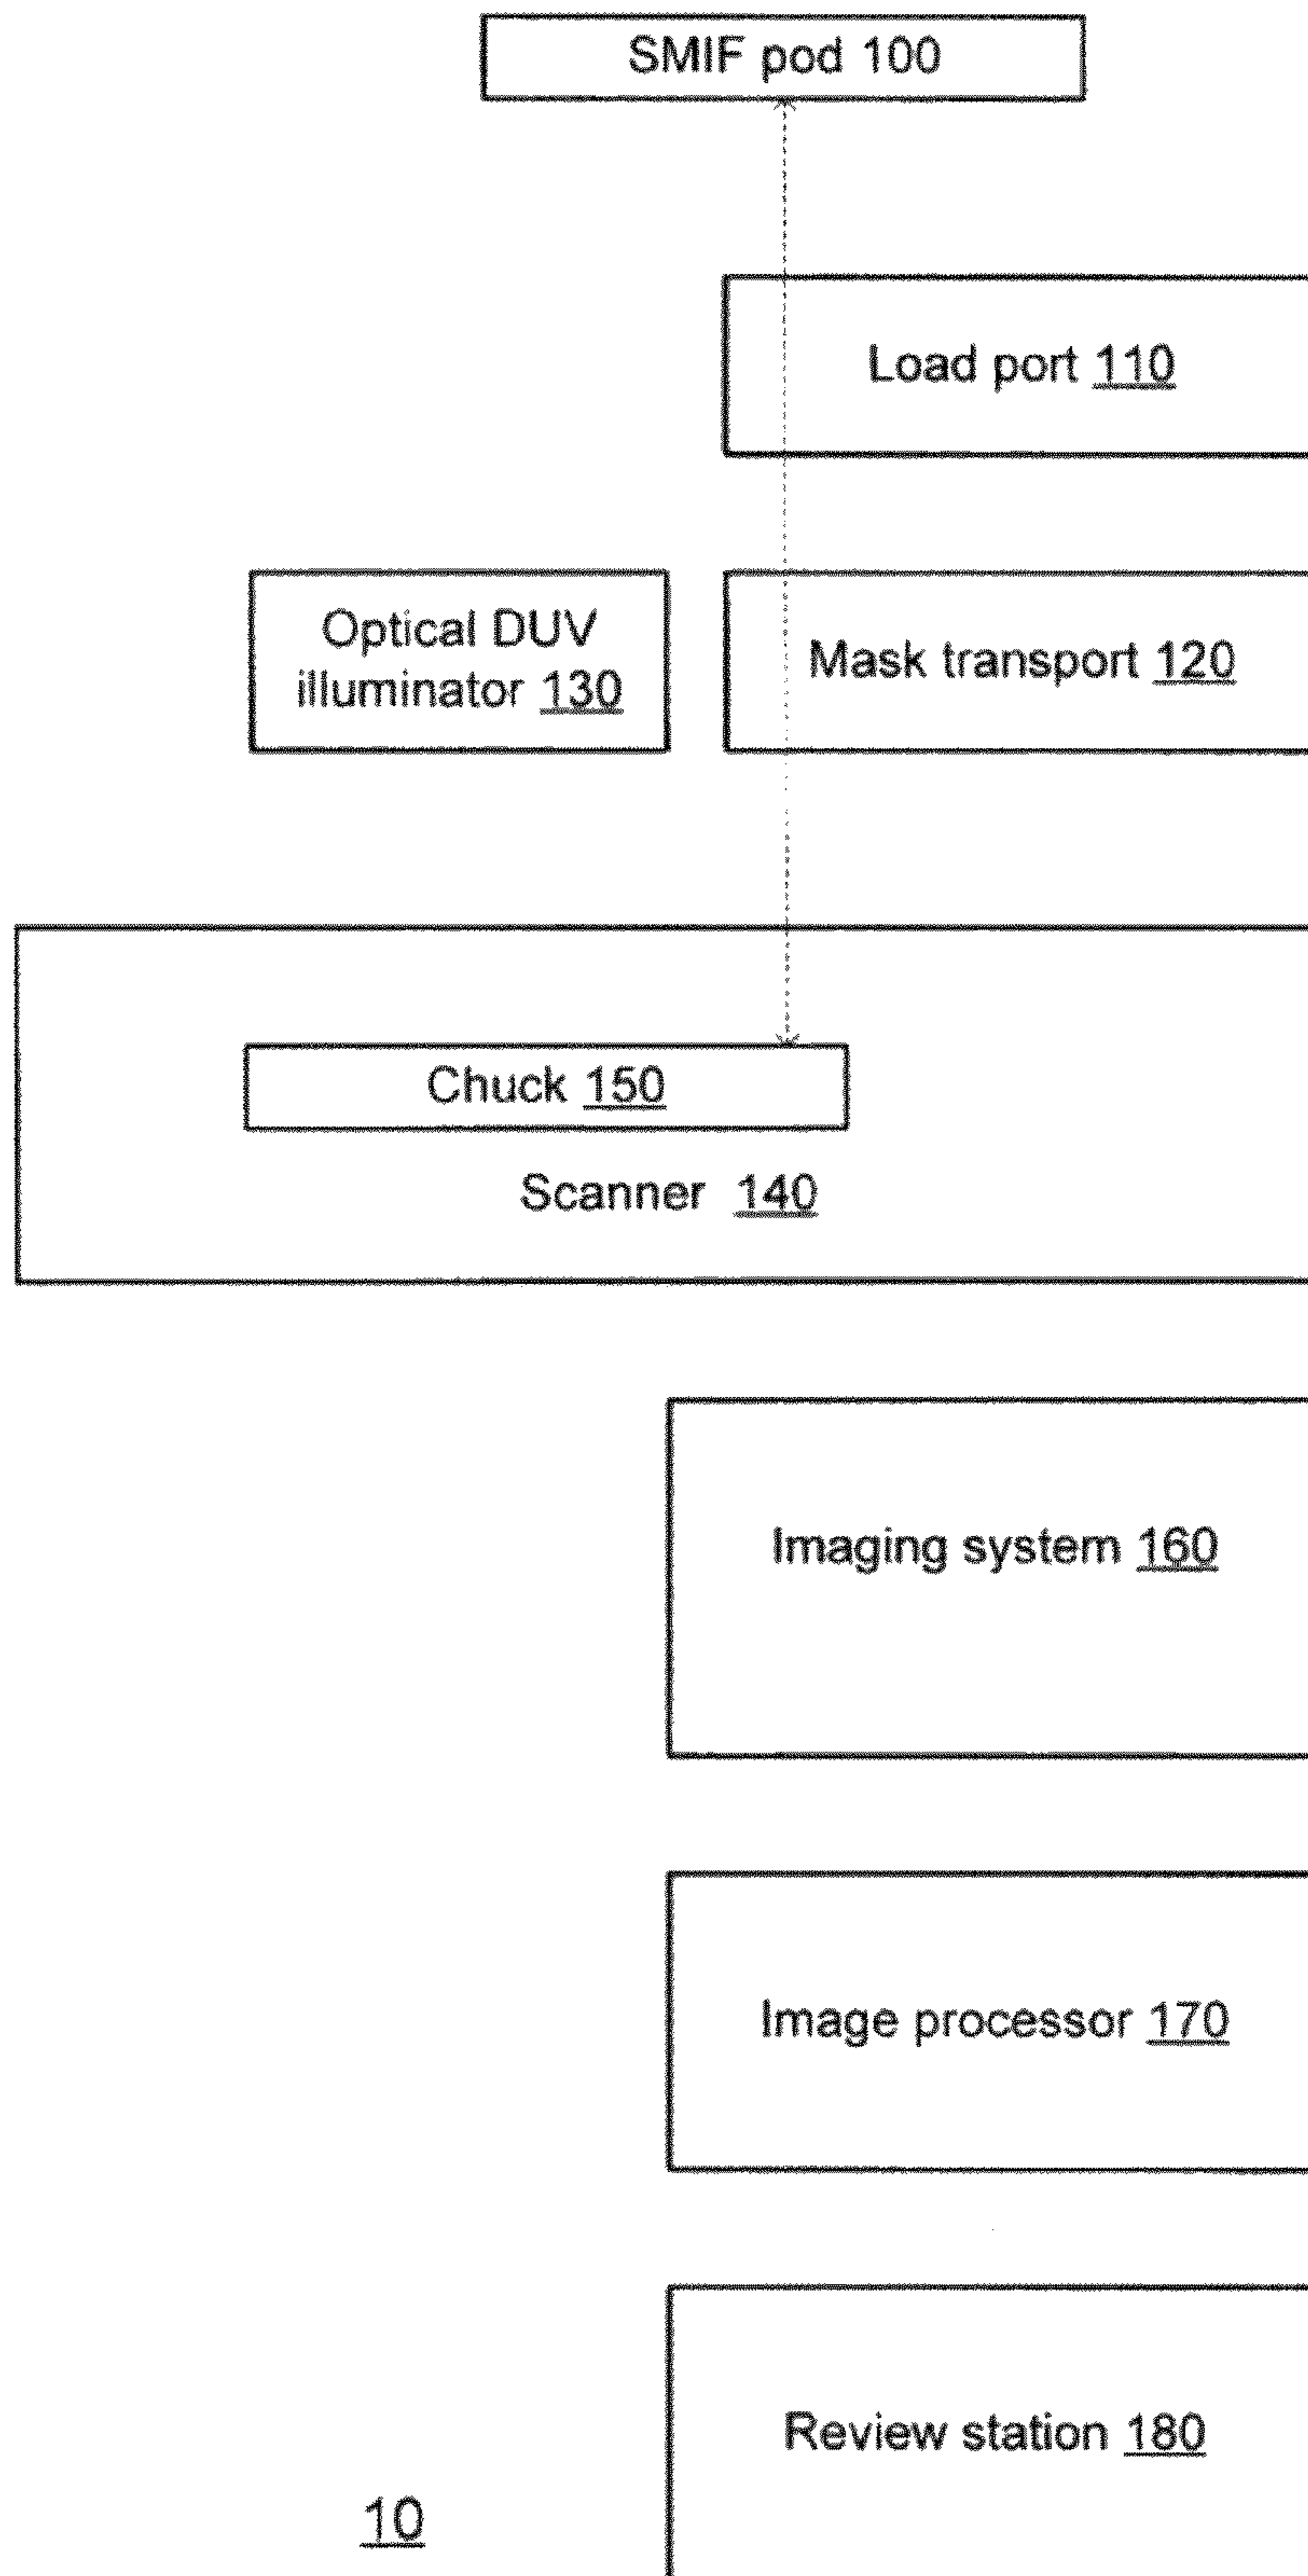 SMIF pod 100
Load port 110
Optical DUV
illuminator 130
Mask transport 120
Chuck 150
Scanner 140
Imaging system 160
Image processor 170
Review station 180
10